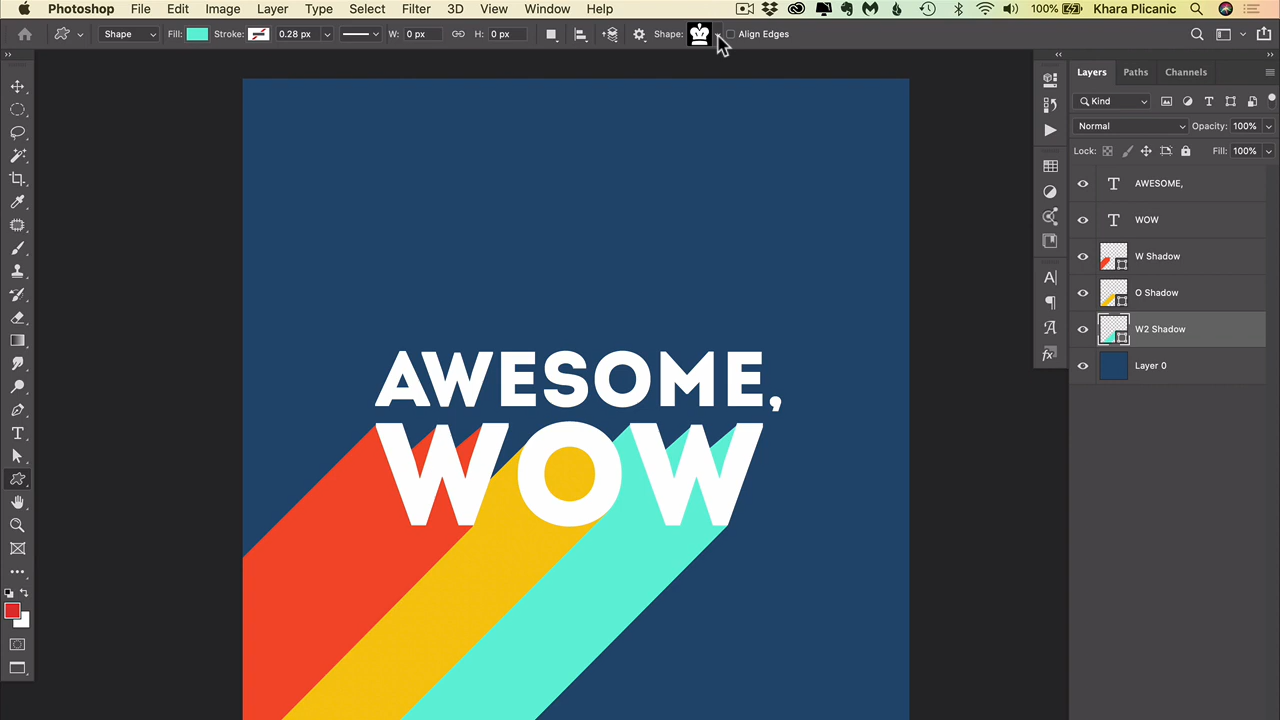 Photoshop File Edit Image Layer Type Select Filter 3D View Window Help 100% Khara Plicanic
Shape Fill: Stroke: 0.28 px W: 0 px H: 0 px Shape: Align Edges
Layers Paths Channels
Kind
Normal Opacity: 100%
Lock: Fill: 100%
AWESOME,
WOW
W Shadow
O Shadow
W2 Shadow
Layer 0
AWESOME,
WOW